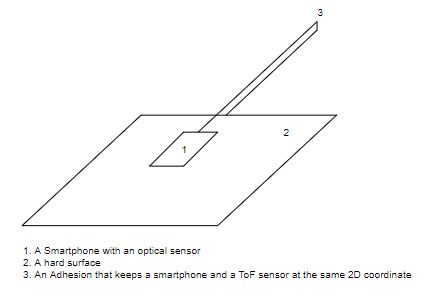 3
2
1
1. A Smartphone with an optical sensor
2. A hard surface
3. An Adhesion that keeps a smartphone and a ToF sensor at the same 2D coordinate